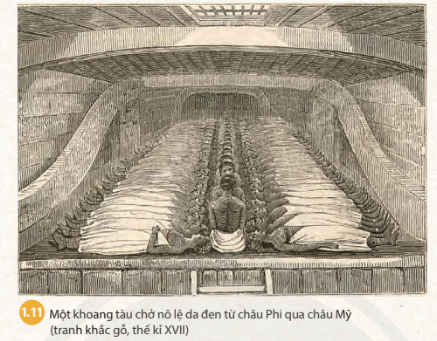 1.11 Một khoang tàu chở nô lệ da đen từ châu Phi qua châu Mỹ
(tranh khắc gỗ, thế kỉ XVII)